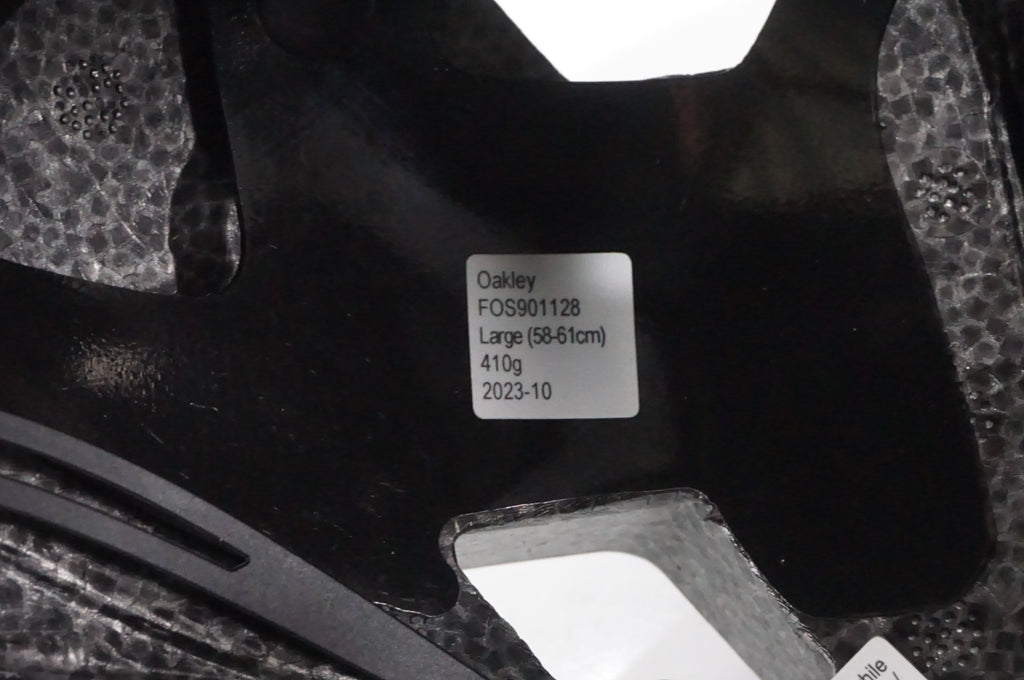 Oakley
FOS901128
Large (58-61cm)
410g
2023-10